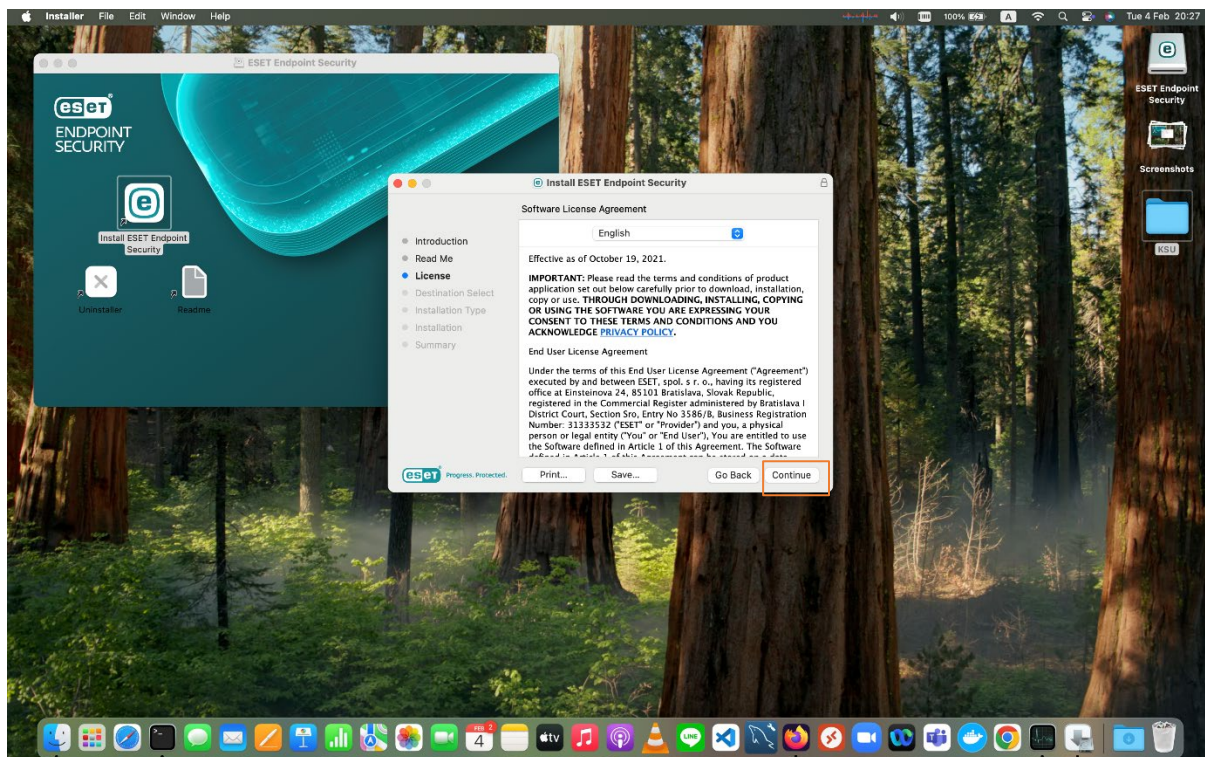 Installer File Edit Window Help
100% A Tue 4 Feb 20:27
ESET Endpoint Security
eset
ENDPOINT
SECURITY
Install ESET Endpoint
Security
Uninstaller Readme
ESET Endpoint
Security
Screenshots
KSU
Install ESET Endpoint Security
Software License Agreement
Introduction
Read Me
License
Destination Select
Installation Type
Installation
Summary
English
Effective as of October 19, 2021.
IMPORTANT: Please read the terms and conditions of product
application set out below carefully prior to download, installation,
copy or use. THROUGH DOWNLOADING, INSTALLING, COPYING
OR USING THE SOFTWARE YOU ARE EXPRESSING YOUR
CONSENT TO THESE TERMS AND CONDITIONS AND YOU
ACKNOWLEDGE PRIVACY POLICY.
End User License Agreement
Under the terms of this End User License Agreement ("Agreement")
executed by and between ESET, spol. s r. o., having its registered
office at Einsteinova 24, 85101 Bratislava, Slovak Republic,
registered in the Commercial Register administered by Bratislava I
District Court, Section Sro, Entry No 3586/B, Business Registration
Number: 31333532 ("ESET" or "Provider") and you, a physical
person or legal entity ("You" or "End User"), You are entitled to use
the Software defined in Article 1 of this Agreement. The Software
eset Progress. Protected.
Print... Save... Go Back Continue
FEB 2
4
tv
LINE